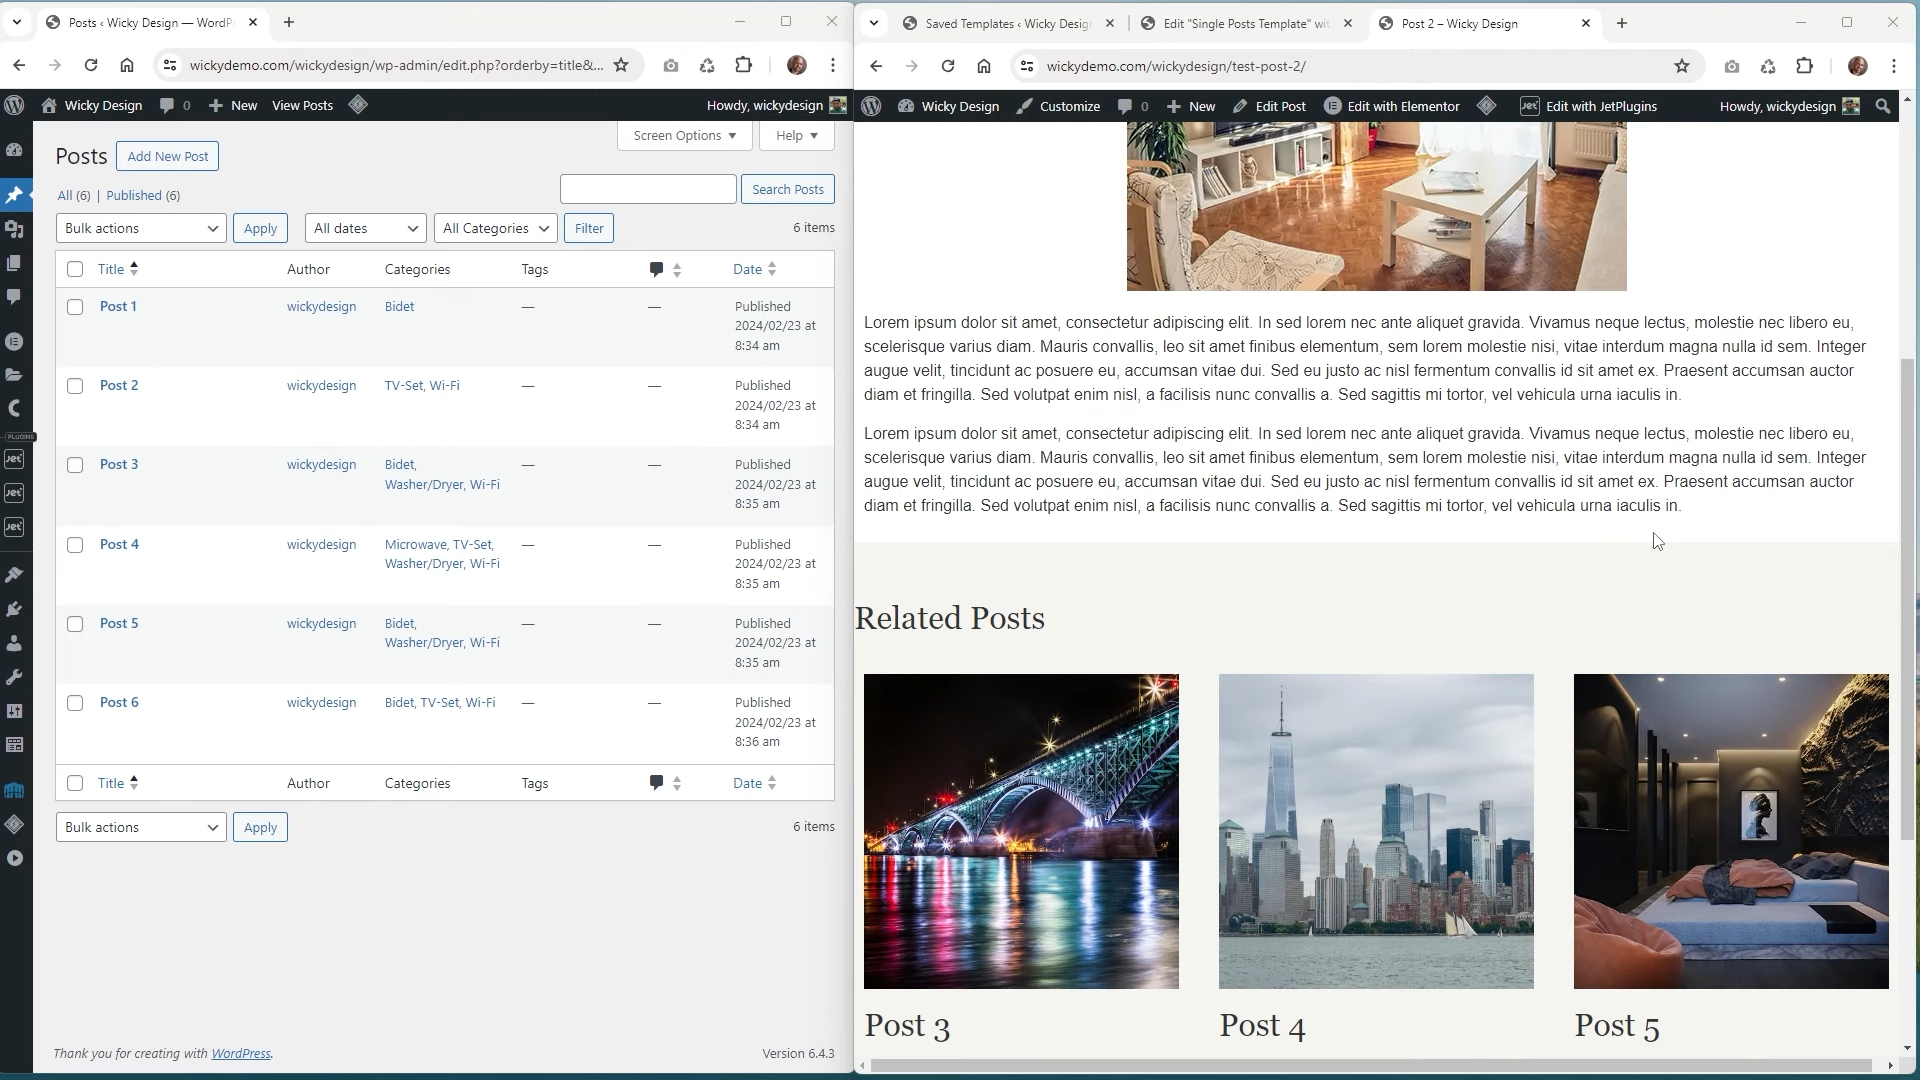 Posts ‹ Wicky Design — WordP
wickydemo.com/wickydesign/wp-admin/edit.php?orderby=title&...
Wicky Design
0
New
View Posts
Howdy, wickydesign
PLUGINS
Jet
Jet
Jet
Screen Options
Help
Posts
Add New Post
All (6) | Published (6)
Search Posts
Bulk actions
Apply
All dates
All Categories
Filter
6 items
Title Author Categories Tags Date
Post 1 wickydesign Bidet — — Published
2024/02/23 at
8:34 am
Post 2 wickydesign TV-Set, Wi-Fi — — Published
2024/02/23 at
8:34 am
Post 3 wickydesign Bidet, — — Published
Washer/Dryer, Wi-Fi 2024/02/23 at
8:35 am
Post 4 wickydesign Microwave, TV-Set, — — Published
Washer/Dryer, Wi-Fi 2024/02/23 at
8:35 am
Post 5 wickydesign Bidet, — — Published
Washer/Dryer, Wi-Fi 2024/02/23 at
8:35 am
Post 6 wickydesign Bidet, TV-Set, Wi-Fi — — Published
2024/02/23 at
8:36 am
Title Author Categories Tags Date
Bulk actions
Apply
6 items
Thank you for creating with WordPress.
Version 6.4.3
Saved Templates ‹ Wicky Desig
Edit "Single Posts Template" wi
Post 2 – Wicky Design
wickydemo.com/wickydesign/test-post-2/
Wicky Design
Customize
0
New
Edit Post
Edit with Elementor
Jet
Edit with JetPlugins
Howdy, wickydesign
Lorem ipsum dolor sit amet, consectetur adipiscing elit. In sed lorem nec ante aliquet gravida. Vivamus neque lectus, molestie nec libero eu,
scelerisque varius diam. Mauris convallis, leo sit amet finibus elementum, sem lorem molestie nisi, vitae interdum magna nulla id sem. Integer
augue velit, tincidunt ac posuere eu, accumsan vitae dui. Sed eu justo ac nisl fermentum convallis id sit amet ex. Praesent accumsan auctor
diam et fringilla. Sed volutpat enim nisl, a facilisis nunc convallis a. Sed sagittis mi tortor, vel vehicula urna iaculis in.
Lorem ipsum dolor sit amet, consectetur adipiscing elit. In sed lorem nec ante aliquet gravida. Vivamus neque lectus, molestie nec libero eu,
scelerisque varius diam. Mauris convallis, leo sit amet finibus elementum, sem lorem molestie nisi, vitae interdum magna nulla id sem. Integer
augue velit, tincidunt ac posuere eu, accumsan vitae dui. Sed eu justo ac nisl fermentum convallis id sit amet ex. Praesent accumsan auctor
diam et fringilla. Sed volutpat enim nisl, a facilisis nunc convallis a. Sed sagittis mi tortor, vel vehicula urna iaculis in.
Related Posts
Post 3
Post 4
Post 5